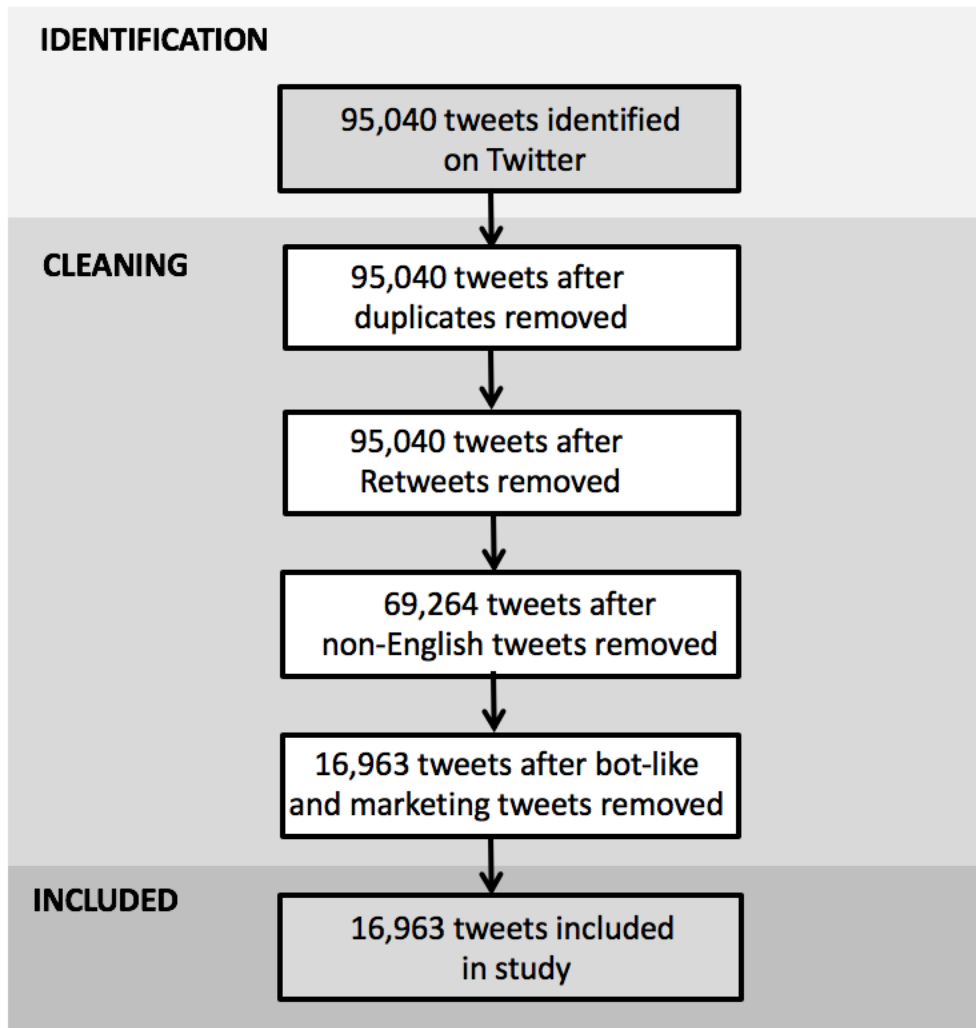 IDENTIFICATION
95,040 tweets identified
on Twitter
CLEANING
95,040 tweets after
duplicates removed
95,040 tweets after
Retweets removed
69,264 tweets after
non-English tweets removed
16,963 tweets after bot-like
and marketing tweets removed
INCLUDED
16,963 tweets included
in study